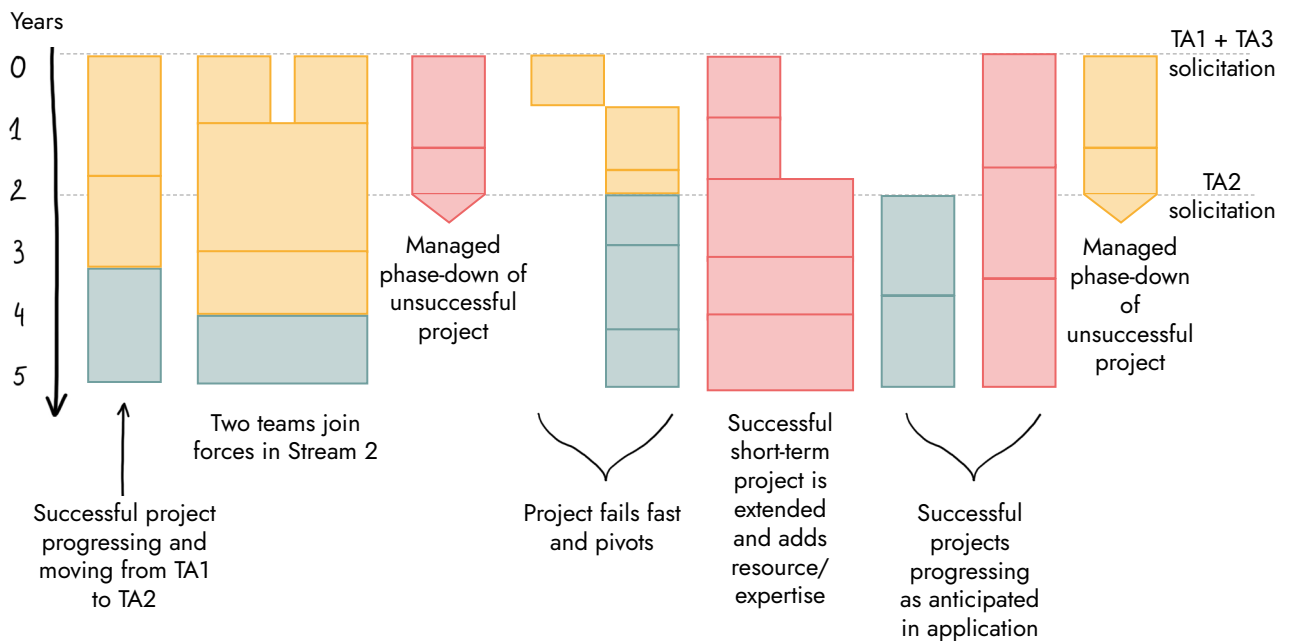 Years
0
1
2
3
4
5
TA1 + TA3
solicitation
TA2
solicitation
Managed
phase-down of
unsuccessful
project
Managed
phase-down
of
unsuccessful
project
Two teams join
forces in Stream 2
Successful project
progressing and
moving from TA1
to TA2
Project fails fast
and pivots
Successful
short-term
project is
extended
and adds
resource/
expertise
Successful
projects
progressing
as anticipated
in application